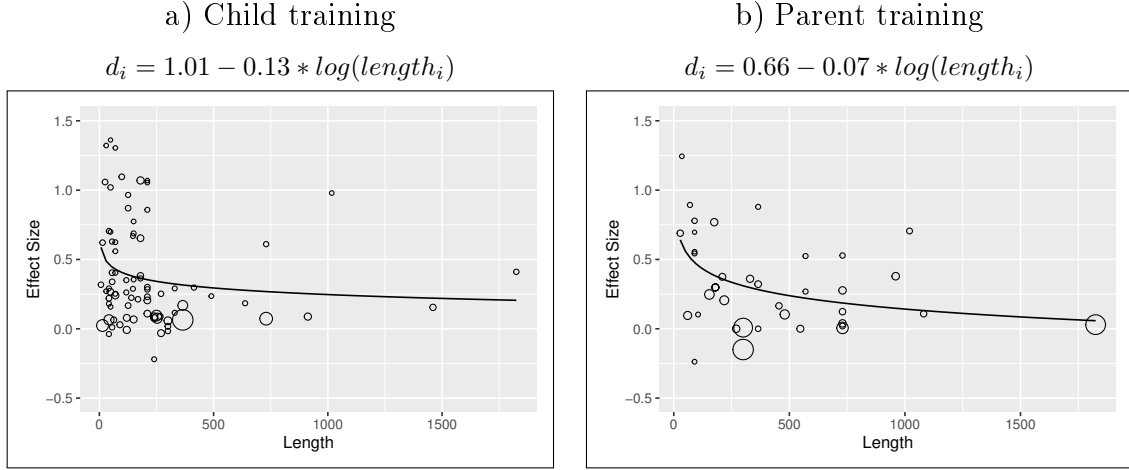 a) Child training
d_i = 1.01 − 0.13 * log(length_i)
1.5
1.0
0.5
0.0
−0.5
Effect Size
0 500 1000 1500
Length
b) Parent training
d_i = 0.66 − 0.07 * log(length_i)
1.5
1.0
0.5
0.0
−0.5
Effect Size
0 500 1000 1500
Length